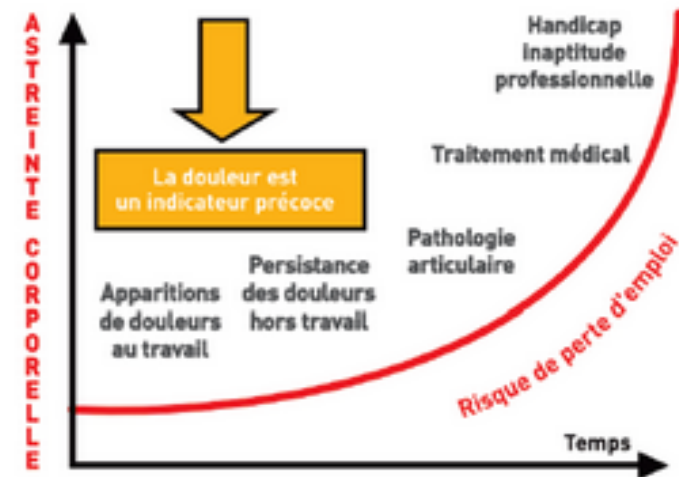 ASTREINTE CORPORELLE
Handicap
inaptitude
professionnelle
La douleur est
un indicateur précoce
Traitement médical
Pathologie
articulaire
Persistance
des douleurs
hors travail
Apparitions
de douleurs
au travail
Risque de perte d'emploi
Temps